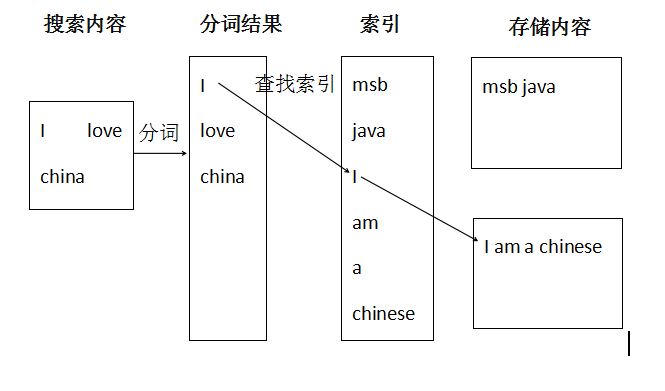 搜索内容
分词结果
索引
存储内容
I love
china
分词
I
love
china
查找索引
msb
java
I
am
a
chinese
msb java
I am a chinese